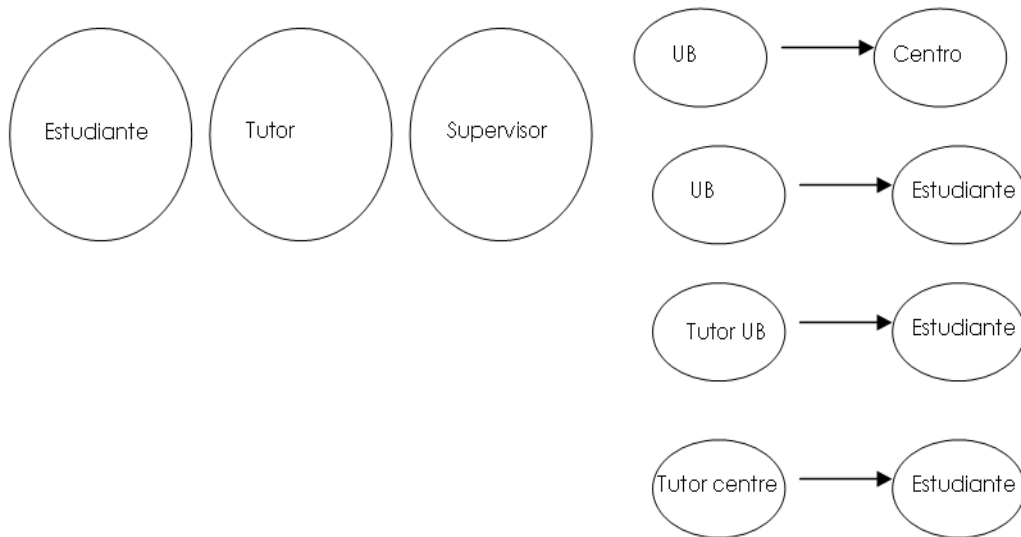 Estudiante
Tutor
Supervisor
UB
Centro
UB
Estudiante
Tutor UB
Estudiante
Tutor centre
Estudiante